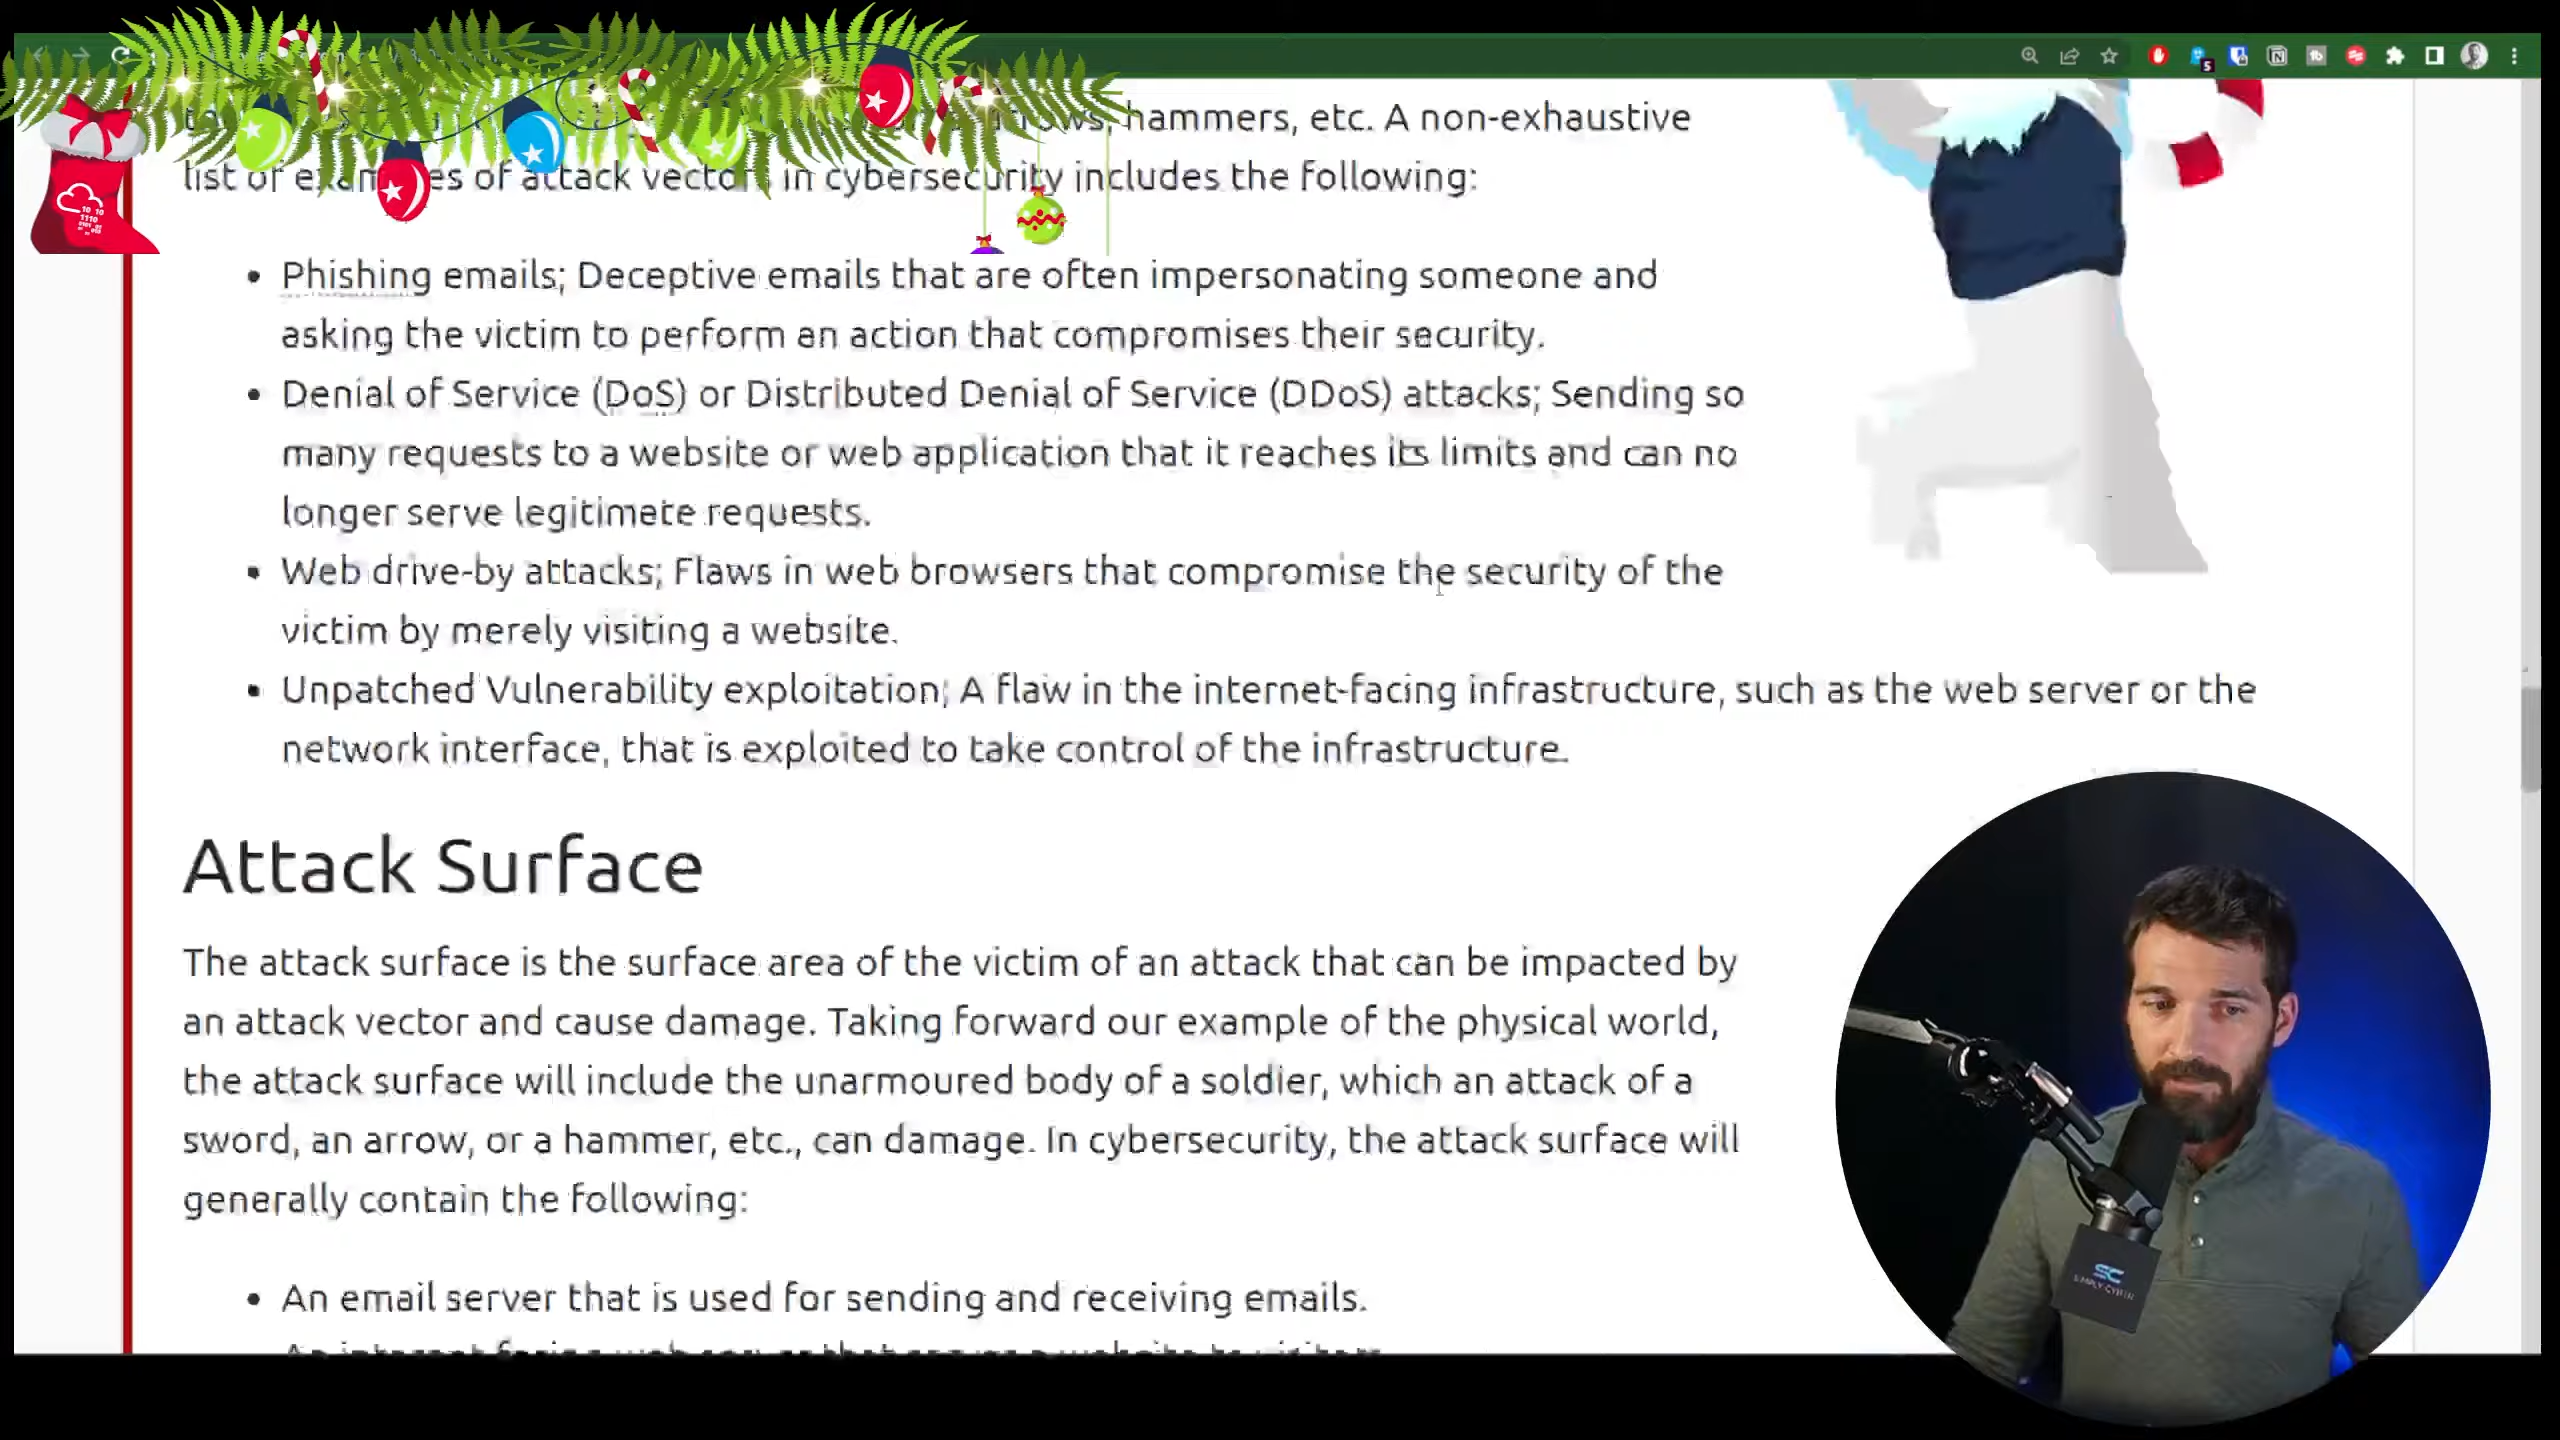 hammers, etc. A non-exhaustive
list of examples of attack vectors in cybersecurity includes the following:
Phishing emails; Deceptive emails that are often impersonating someone and
asking the victim to perform an action that compromises their security.
Denial of Service (DoS) or Distributed Denial of Service (DDoS) attacks; Sending so
many requests to a website or web application that it reaches its limits and can no
longer serve legitimate requests.
Web drive-by attacks; Flaws in web browsers that compromise the security of the
victim by merely visiting a website.
Unpatched Vulnerability exploitation; A flaw in the internet-facing infrastructure, such as the web server or the
network interface, that is exploited to take control of the infrastructure.
Attack Surface
The attack surface is the surface area of the victim of an attack that can be impacted by
an attack vector and cause damage. Taking forward our example of the physical world,
the attack surface will include the unarmoured body of a soldier, which an attack of a
sword, an arrow, or a hammer, etc., can damage. In cybersecurity, the attack surface will
generally contain the following:
An email server that is used for sending and receiving emails.
SC
SIMPLY CYBER